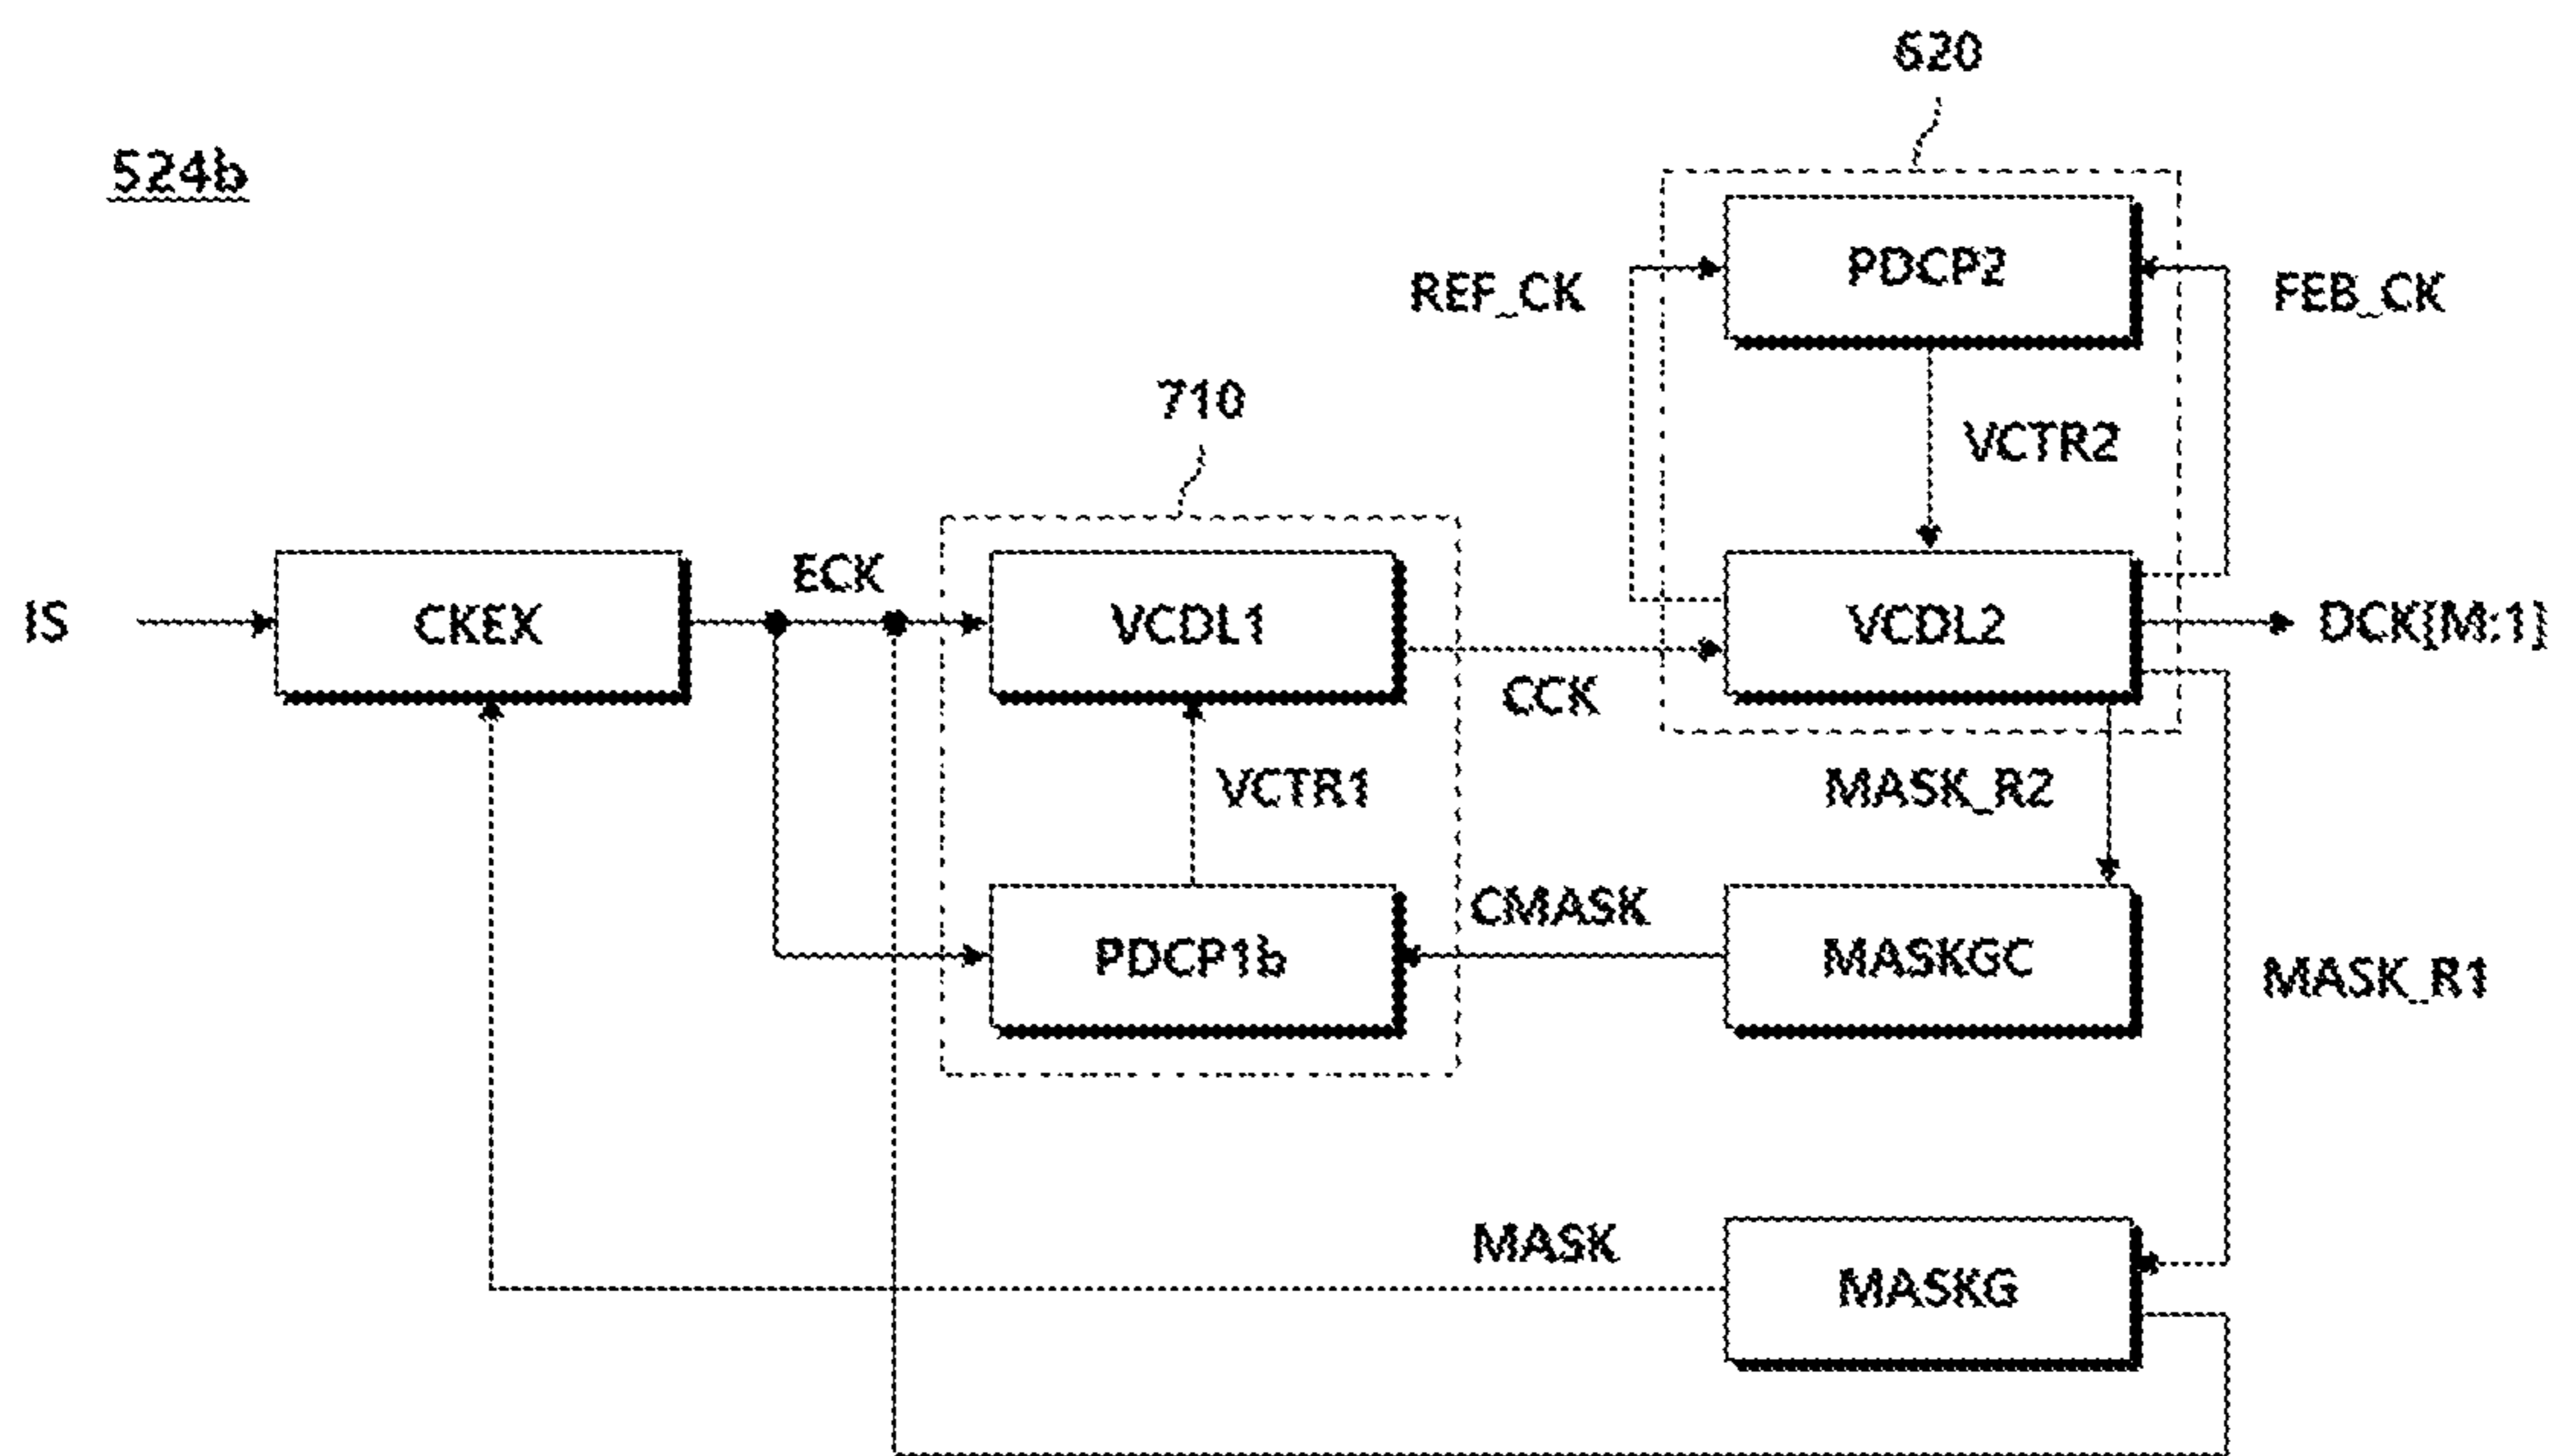 620
524b
PDCP2
REF_CK
FEB_CK
710
VCTR2
IS
CKEX
ECK
VCDL1
VCDL2
DCK[M:1]
CCK
VCTR1
MASK_R2
CMASK
PDCP1b
MASKGC
MASK_R1
MASK
MASKG